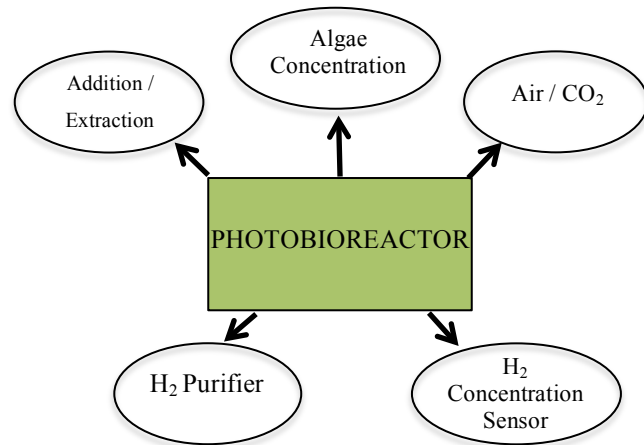 Algae
Concentration
Addition /
Extraction
Air / CO₂
PHOTOBIOREACTOR
H₂ Purifier
H₂
Concentration
Sensor